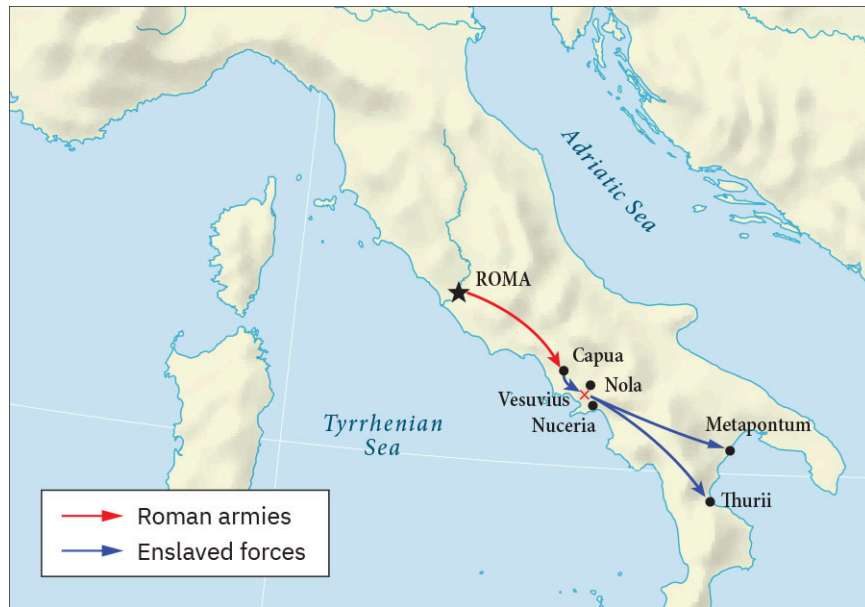 Adriatic Sea
ROMA
Capua
Nola
Vesuvius
Nuceria
Metapontum
Tyrrhenian
Sea
Thurii
Roman armies
Enslaved forces